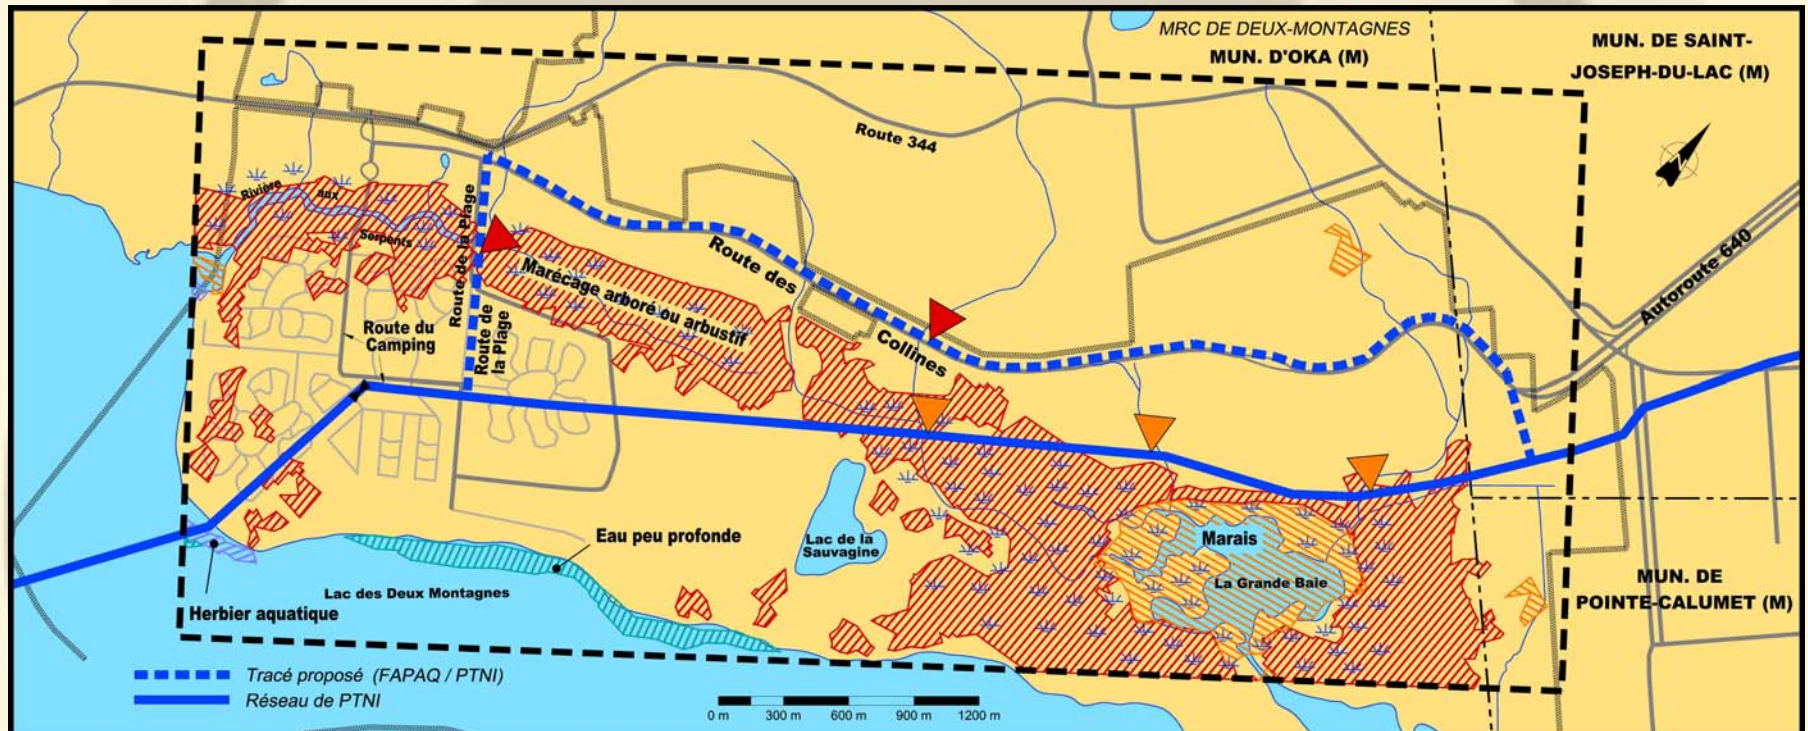 MRC DE DEUX-MONTAGNES
MUN. D'OKA (M)
MUN. DE SAINT-
JOSEPH-DU-LAC (M)
N
Route 344
Autoroute 640
Rivière
aux
Serpents
Route de la Plage
Route de
la Plage
Marécage arboré ou arbustif
Route des
Collines
Route du
Camping
Eau peu profonde
Lac de la
Sauvagine
Marais
La Grande Baie
Lac des Deux Montagnes
Herbier aquatique
MUN. DE
POINTE-CALUMET (M)
Tracé proposé (FAPAQ / PTNI)
Réseau de PTNI
0 m 300 m 600 m 900 m 1200 m